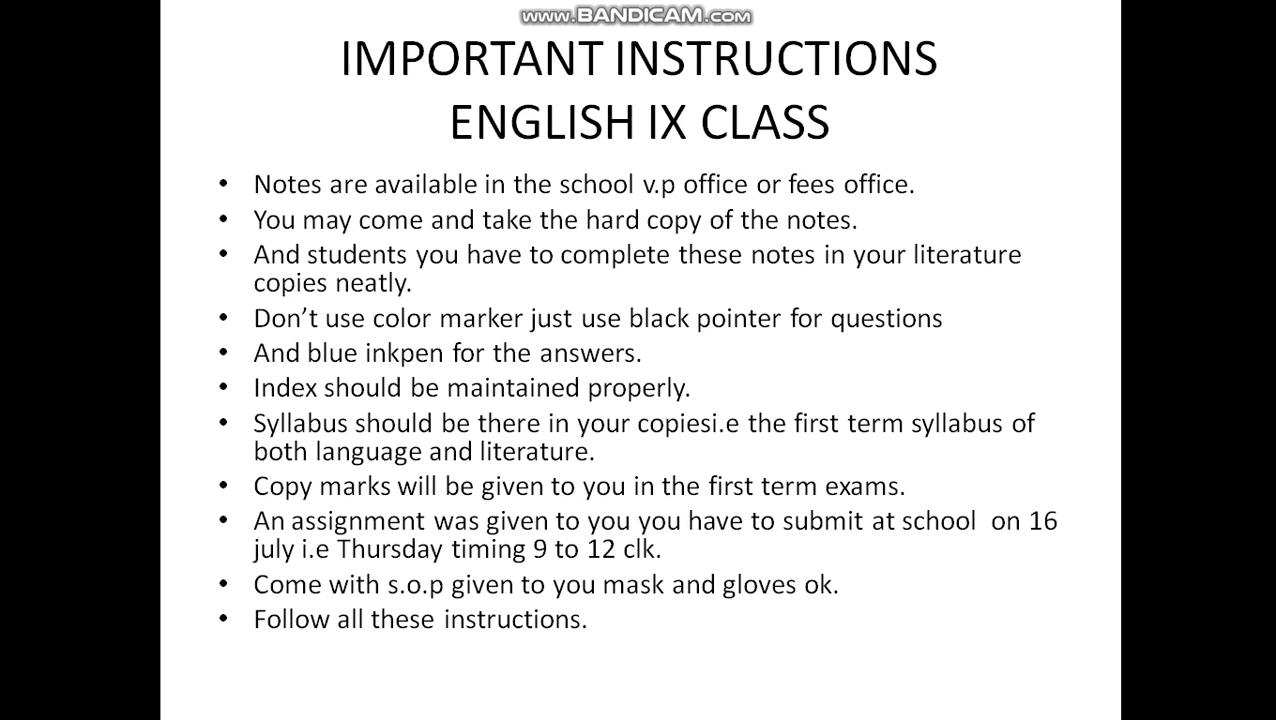 www.BANDICAM.com
IMPORTANT INSTRUCTIONS
ENGLISH IX CLASS
• Notes are available in the school v.p office or fees office.
• You may come and take the hard copy of the notes.
• And students you have to complete these notes in your literature
copies neatly.
• Don’t use color marker just use black pointer for questions
• And blue inkpen for the answers.
• Index should be maintained properly.
• Syllabus should be there in your copiesi.e the first term syllabus of
both language and literature.
• Copy marks will be given to you in the first term exams.
• An assignment was given to you you have to submit at school  on 16
july i.e Thursday timing 9 to 12 clk.
• Come with s.o.p given to you mask and gloves ok.
• Follow all these instructions.